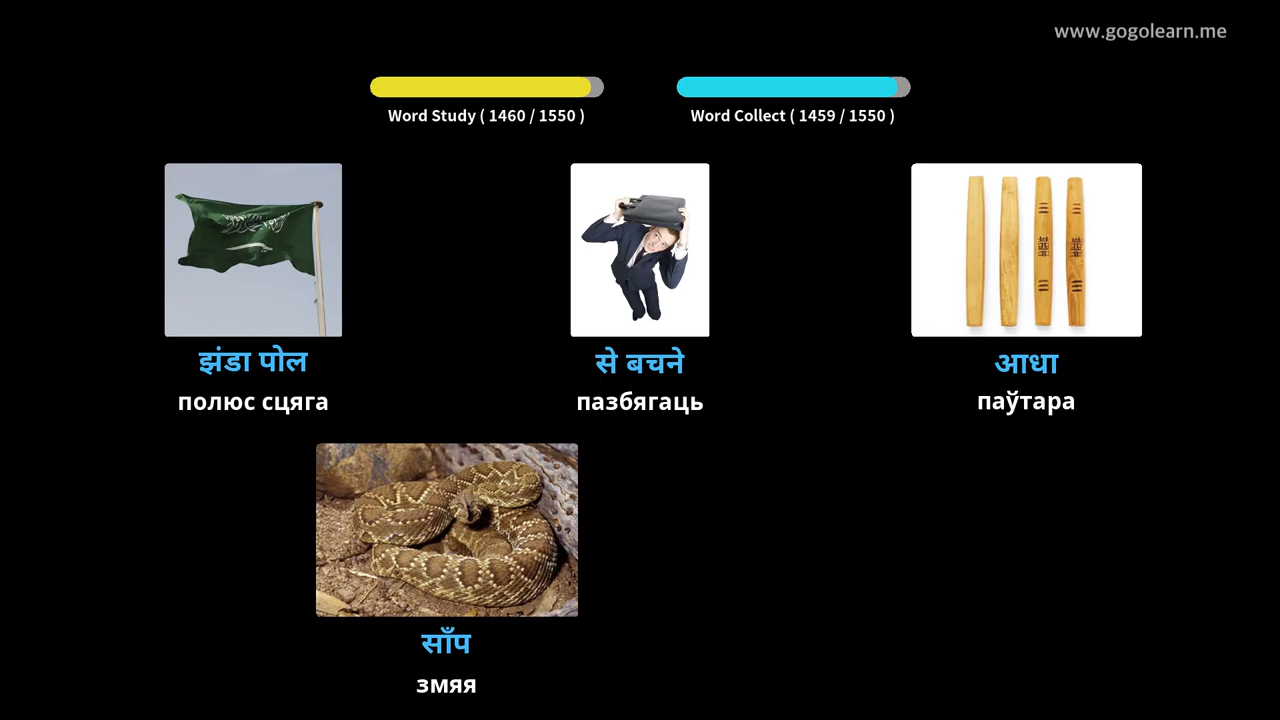 www.gogolearn.me
Word Study ( 1460 / 1550 )
Word Collect ( 1459 / 1550 )
झंडा पोल
से बचने
आधा
полюс сцяга
пазбягаць
паўтара
साँप
змяя